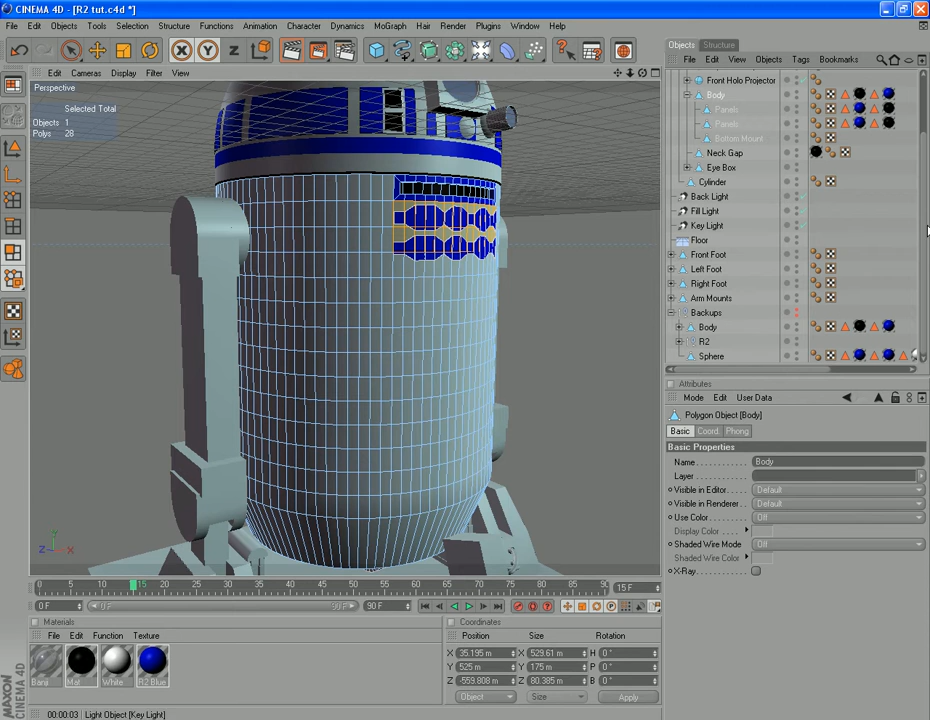 CINEMA 4D - [R2 tut.c4d *]
File Edit Objects Tools Selection Structure Functions Animation Character Dynamics MoGraph Hair Render Plugins Window Help
X Y Z
Edit Cameras Display Filter View
Perspective
Selected Total
Objects 1
Polys 28
Y
Z X
0 5 10 15 20 25 30 35 40 45 50 55 60 65 70 75 80 85 90
15 F
0 F
0 F
90 F
90 F
Materials
File Edit Function Texture
Banji Mat White R2 Blue
Coordinates
Position Size Rotation
X 35.195 m X 529.61 m H 0 °
Y 525 m Y 175 m P 0 °
Z -559.808 m Z 80.385 m B 0 °
Object Size Apply
MAXON CINEMA 4D
00:00:03 Light Object [Key Light]
Objects Structure
File Edit View Objects Tags Bookmarks
Front Holo Projector
Body
Panels
Panels
Bottom Mount
Neck Gap
Eye Box
Cylinder
Back Light
Fill Light
Key Light
Floor
Front Foot
Left Foot
Right Foot
Arm Mounts
Backups
Body
R2
Sphere
Attributes
Mode Edit User Data
Polygon Object [Body]
Basic Coord. Phong
Basic Properties
Name Body
Layer
Visible in Editor Default
Visible in Renderer Default
Use Color Off
Display Color
Shaded Wire Mode Off
Shaded Wire Color
X-Ray